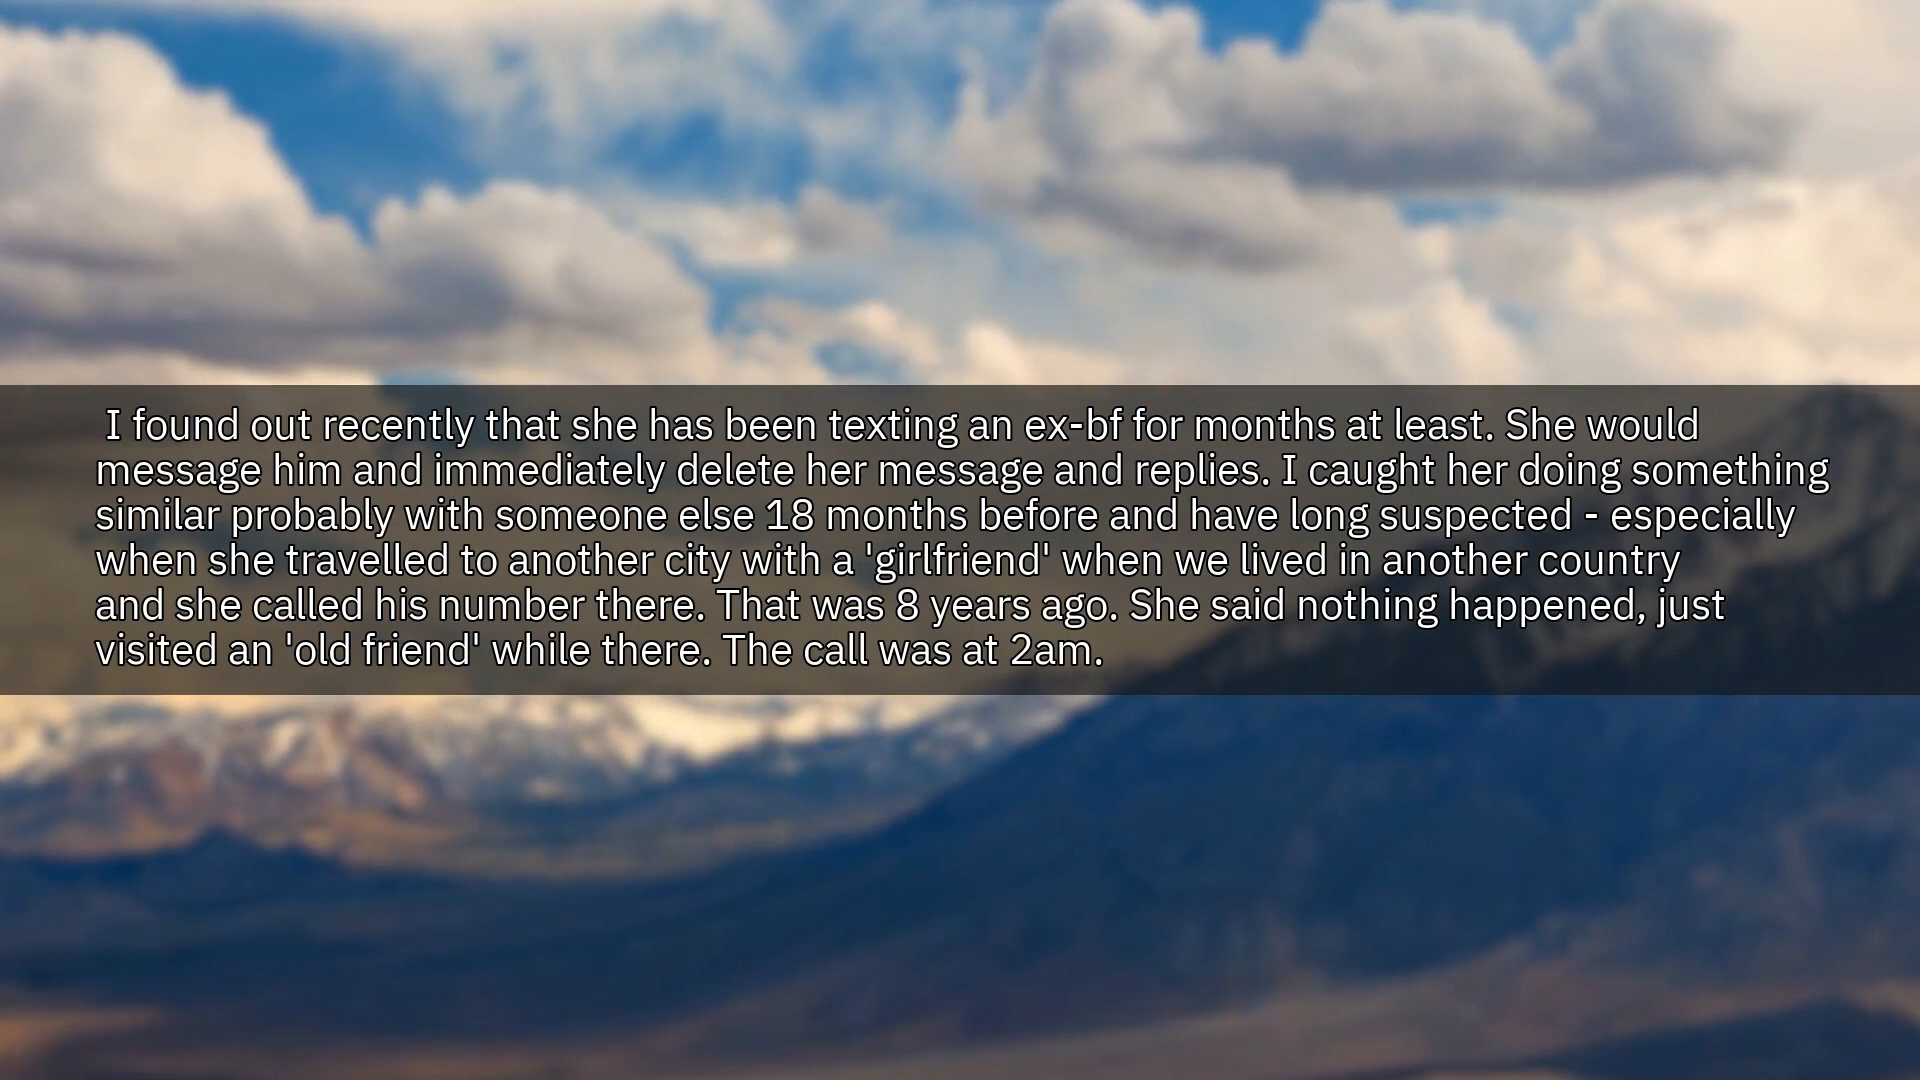 I found out recently that she has been texting an ex-bf for months at least. She would
message him and immediately delete her message and replies. I caught her doing something
similar probably with someone else 18 months before and have long suspected - especially
when she travelled to another city with a 'girlfriend' when we lived in another country
and she called his number there. That was 8 years ago. She said nothing happened, just
visited an 'old friend' while there. The call was at 2am.